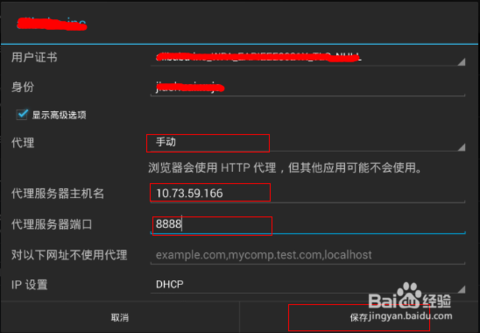 用户证书
身份
显示高级选项
代理 手动
浏览器会使用 HTTP 代理，但其他应用可能不会使用。
代理服务器主机名 10.73.59.166
代理服务器端口 8888
对以下网址不使用代理 example.com,mycomp.test.com,localhost
IP 设置 DHCP
取消 保存
Baidu 经验
jingyan.baidu.com